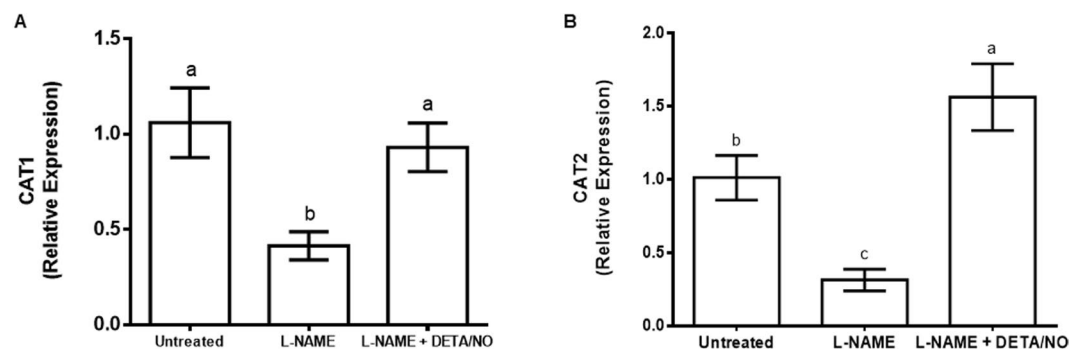 A
CAT1
(Relative Expression)
1.5
1.0
0.5
0.0
a
b
a
Untreated
L-NAME
L-NAME + DETA/NO
B
CAT2
(Relative Expression)
2.0
1.5
1.0
0.5
0.0
b
c
a
Untreated
L-NAME
L-NAME + DETA/NO